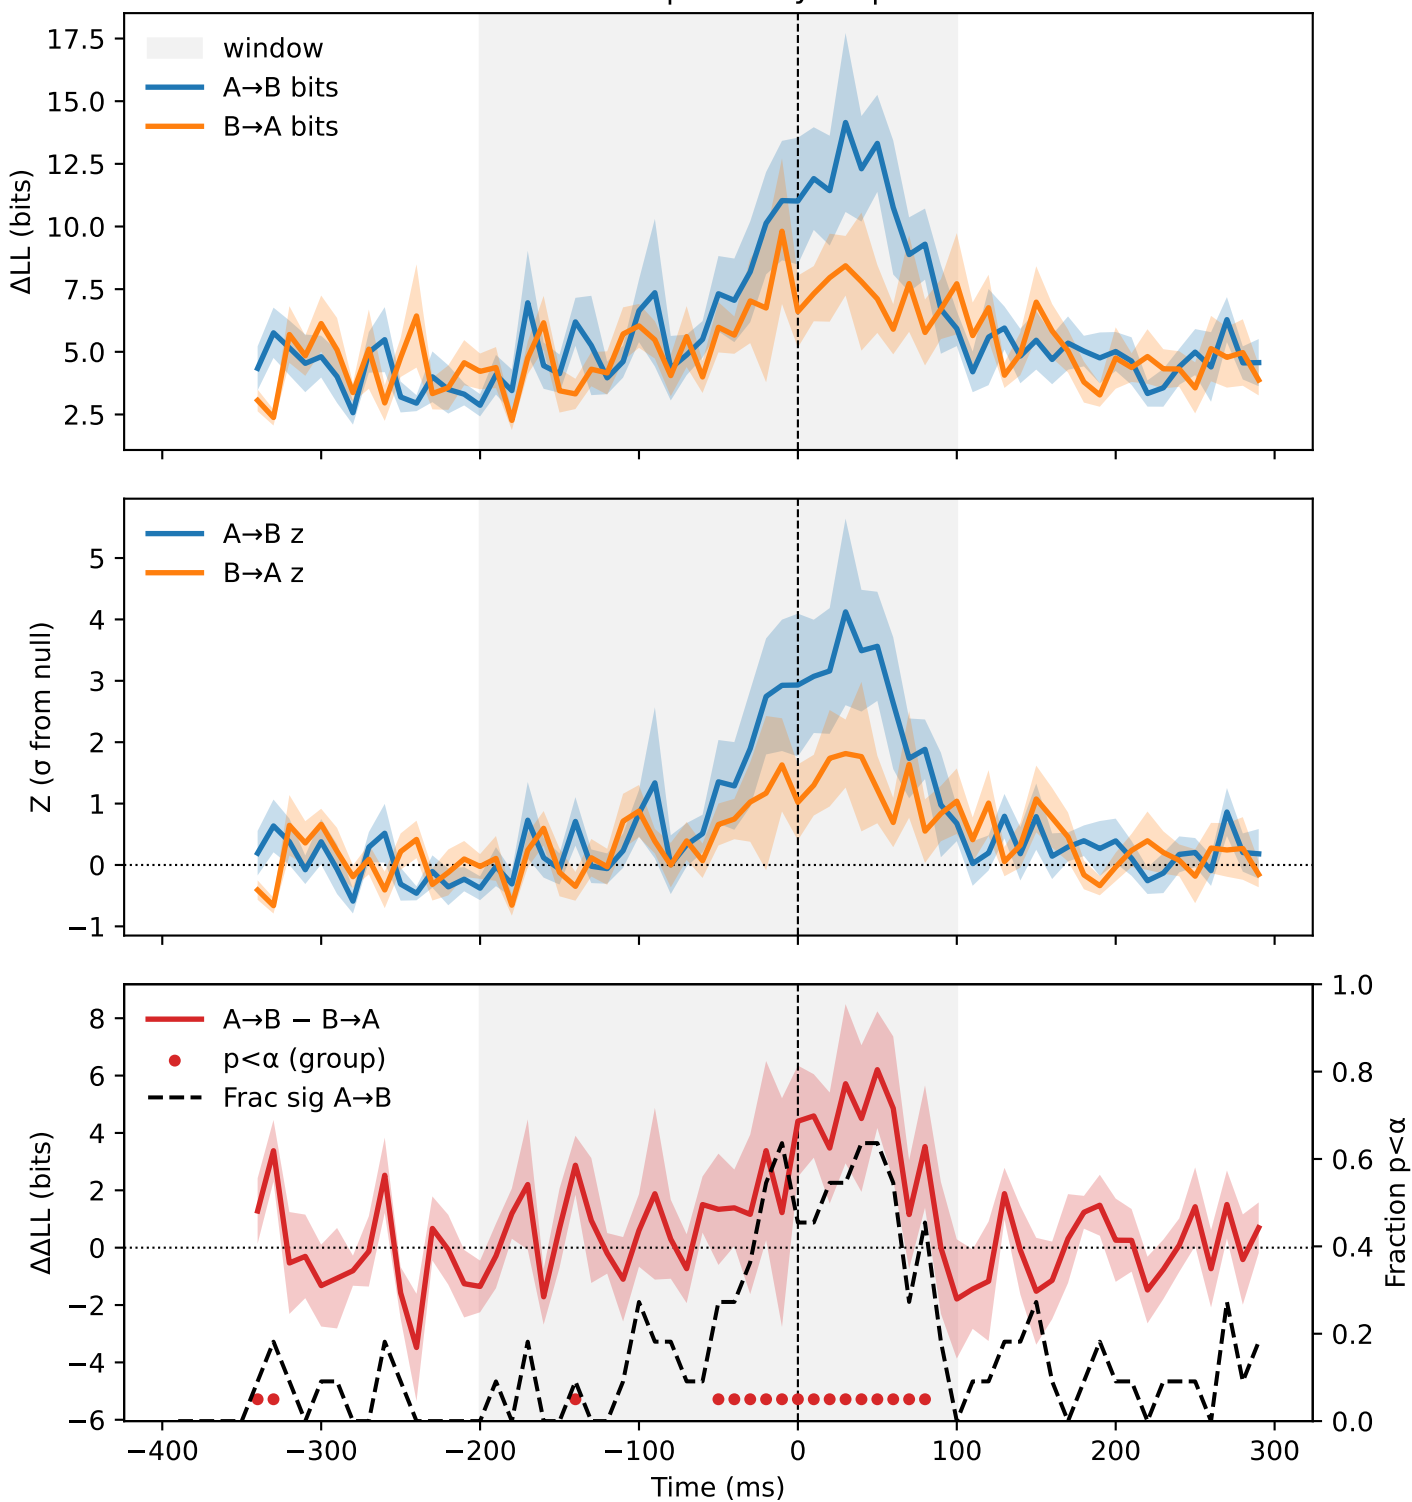 17.5
15.0
12.5
10.0
7.5
5.0
2.5
ΔLL (bits)
window
A→B bits
B→A bits
5
4
3
2
1
0
−1
Z (σ from null)
A→B z
B→A z
8
6
4
2
0
−2
−4
−6
ΔΔLL (bits)
A→B − B→A
p<α (group)
Frac sig A→B
1.0
0.8
0.6
0.4
0.2
0.0
Fraction p<α
−400 −300 −200 −100 0 100 200 300
Time (ms)